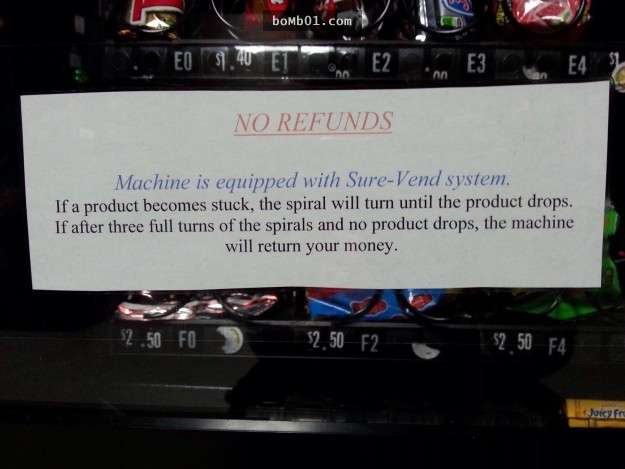 boMb01.com
E0 $1.40 E1 E2 E3 E4 $1
NO REFUNDS
Machine is equipped with Sure-Vend system.
If a product becomes stuck, the spiral will turn until the product drops.
If after three full turns of the spirals and no product drops, the machine
will return your money.
$2.50 F0 $2.50 F2 $2.50 F4
Juicy Fru